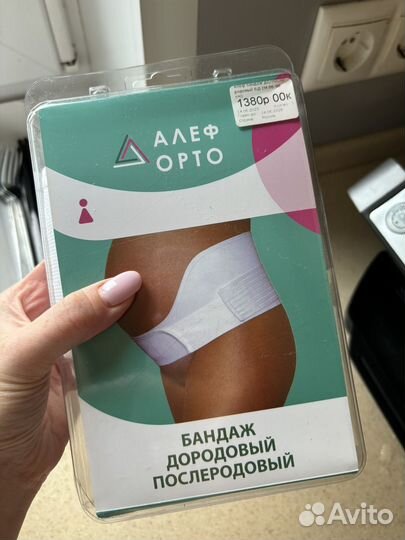 1380р 00к
АЛЕФ
ОРТО
БАНДАЖ
ДОРОДОВЫЙ
ПОСЛЕРОДОВЫЙ
Avito